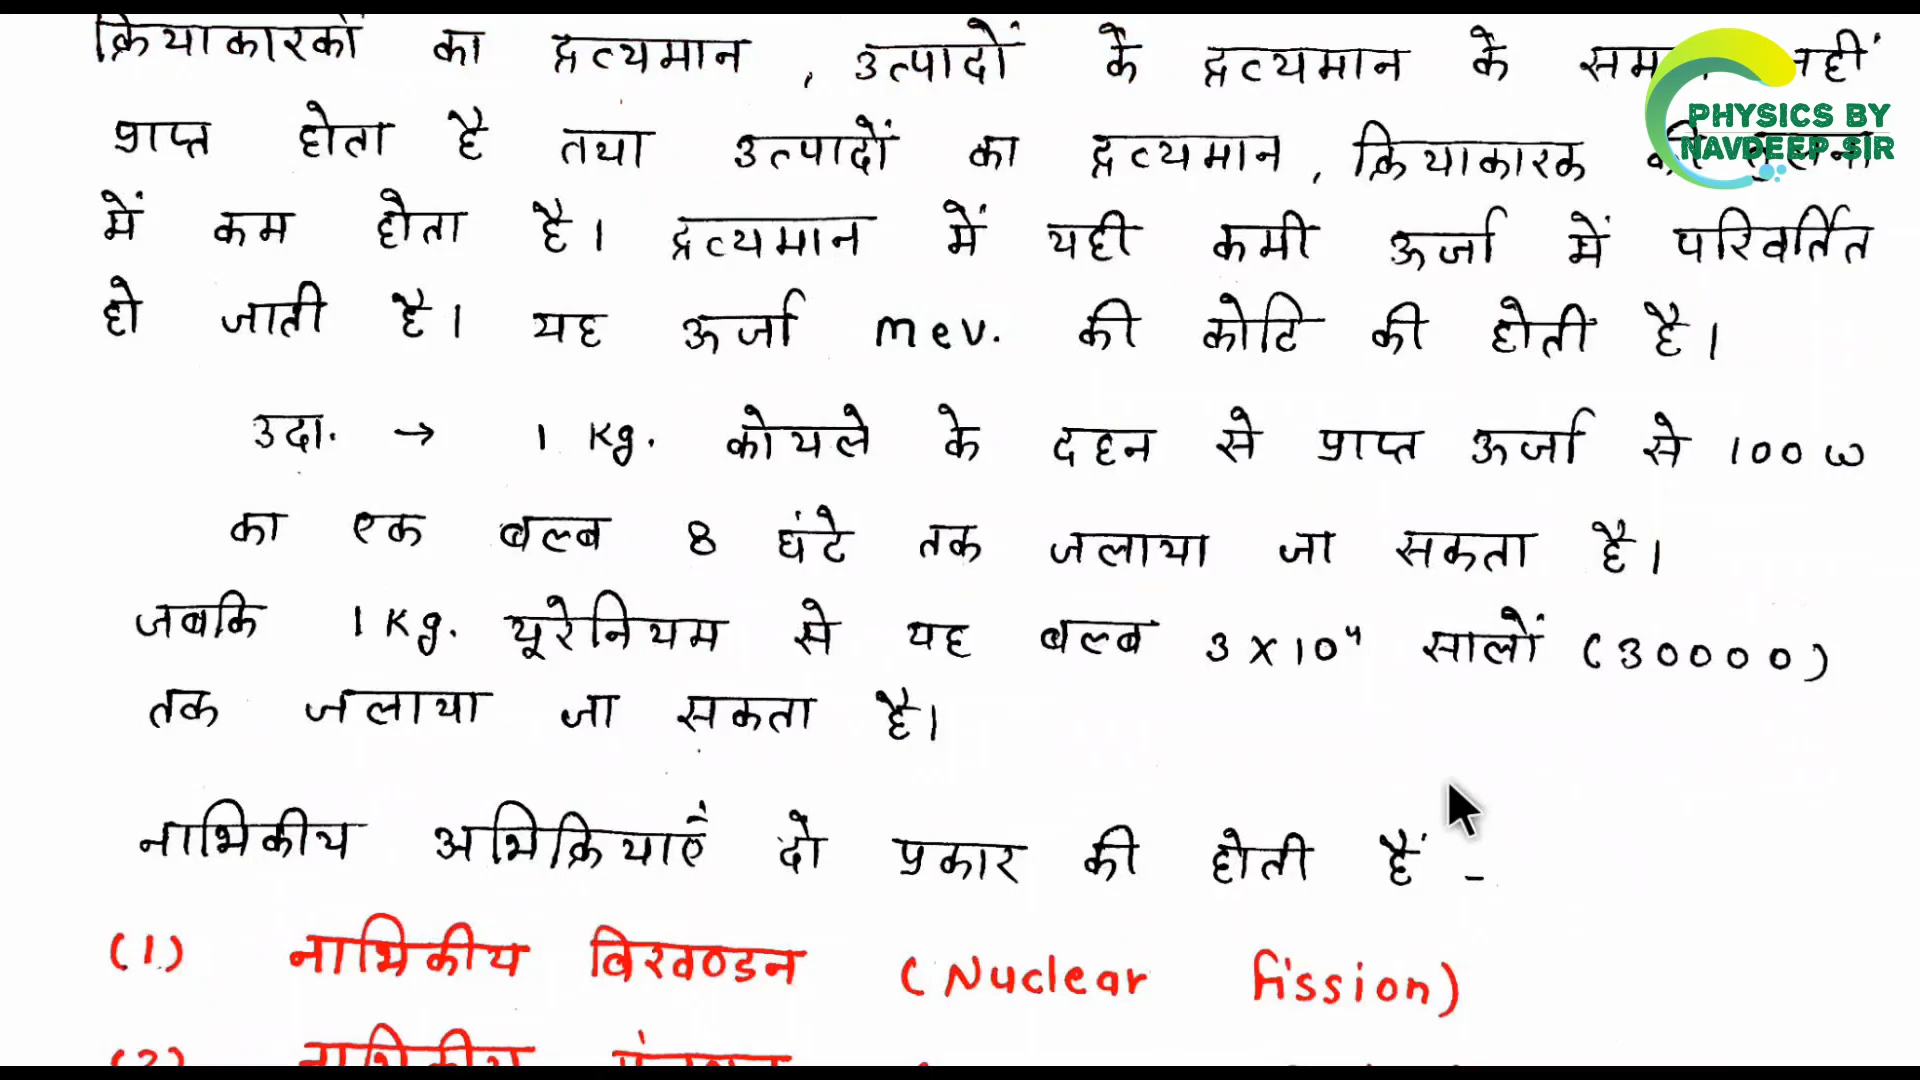 क्रियाकारकों का द्रव्यमान, उत्पादों के द्रव्यमान के नहीं
प्राप्त होता है तथा उत्पादों का द्रव्यमान, क्रियाकारक
PHYSICS BY
NAVDEEP SIR
में कम होता है। द्रव्यमान में यही कमी ऊर्जा में परिवर्तित
हो जाती है। यह ऊर्जा mev. की कोटि की होती है।
उदा. → 1 Kg. कोयले के दहन से प्राप्त ऊर्जा से 100 ω
का एक बल्ब 8 घंटे तक जलाया जा सकता है।
जबकि 1 Kg. यूरेनियम से यह बल्ब 3 × 10⁴ सालों (30000)
तक जलाया जा सकता है।
नाभिकीय अभिक्रियाएँ दो प्रकार की होती हैं -
(1) नाभिकीय विखण्डन (Nuclear fission)
(2) नाभिकीय